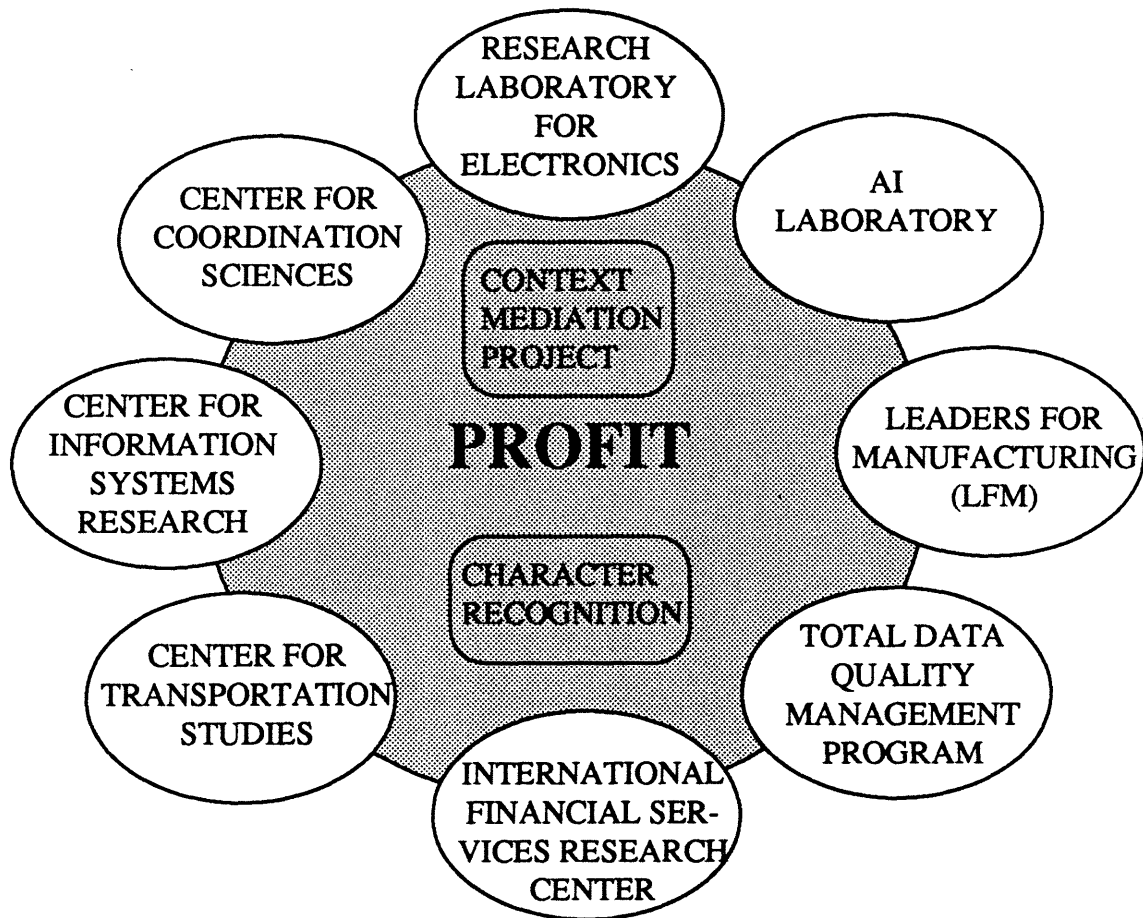 RESEARCH
LABORATORY
FOR
ELECTRONICS
AI
LABORATORY
CENTER FOR
COORDINATION
SCIENCES
CONTEXT
MEDIATION
PROJECT
CENTER FOR
INFORMATION
SYSTEMS
RESEARCH
PROFIT
LEADERS FOR
MANUFACTURING
(LFM)
CHARACTER
RECOGNITION
CENTER FOR
TRANSPORTATION
STUDIES
TOTAL DATA
QUALITY
MANAGEMENT
PROGRAM
INTERNATIONAL
FINANCIAL SER-
VICES RESEARCH
CENTER